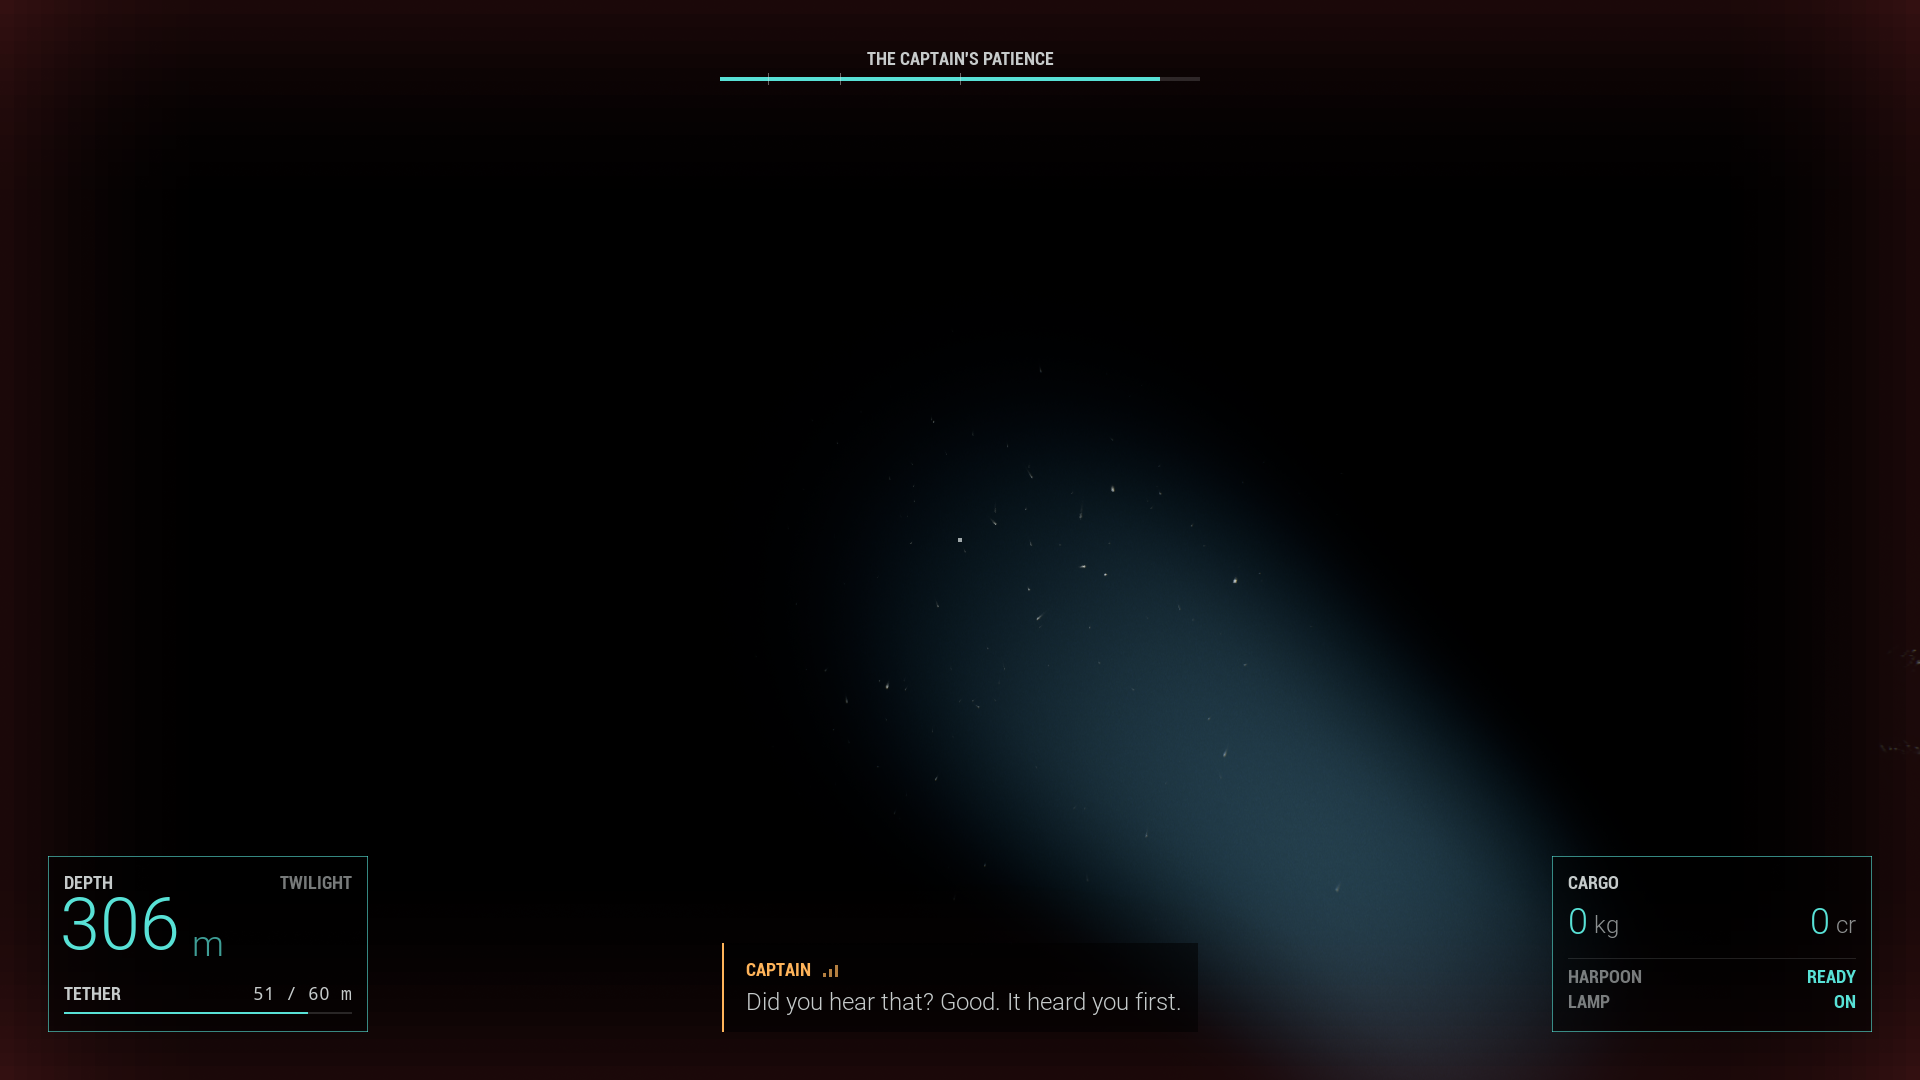 THE CAPTAIN'S PATIENCE
DEPTH TWILIGHT
306 m
TETHER 51 / 60 m
CAPTAIN
Did you hear that? Good. It heard you first.
CARGO
0 kg 0 cr
HARPOON READY
LAMP ON